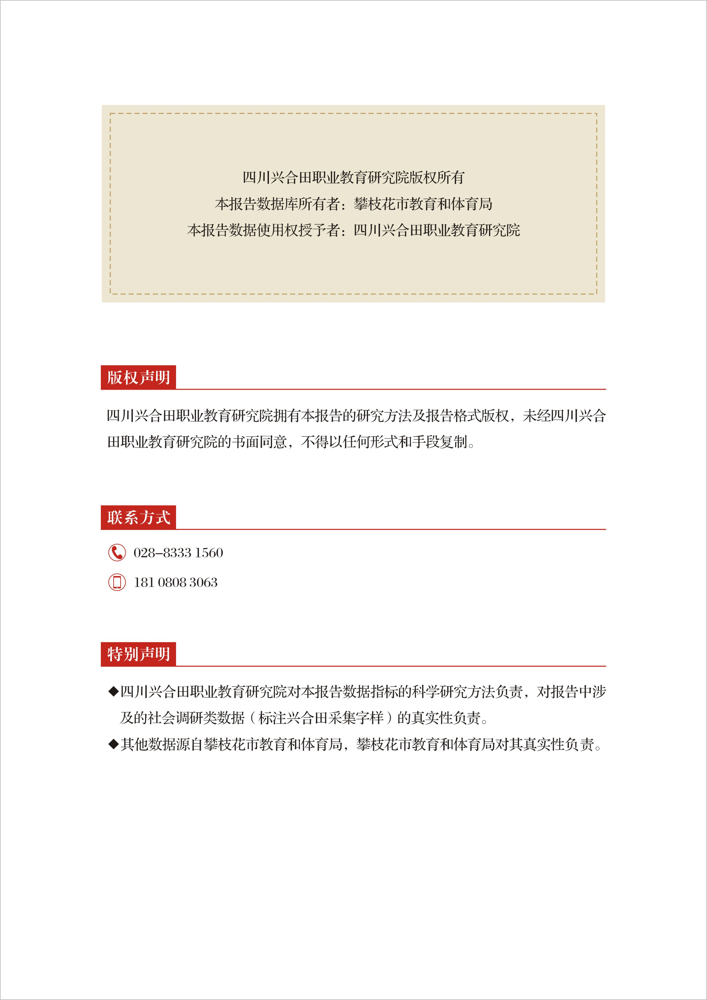 四川兴合田职业教育研究院版权所有
本报告数据库所有者：攀枝花市教育和体育局
本报告数据使用权授予者：四川兴合田职业教育研究院
版权声明
四川兴合田职业教育研究院拥有本报告的研究方法及报告格式版权，未经四川兴合
田职业教育研究院的书面同意，不得以任何形式和手段复制。
联系方式
028-8333 1560
181 0808 3063
特别声明
◆四川兴合田职业教育研究院对本报告数据指标的科学研究方法负责，对报告中涉
及的社会调研类数据（标注兴合田采集字样）的真实性负责。
◆其他数据源自攀枝花市教育和体育局，攀枝花市教育和体育局对其真实性负责。